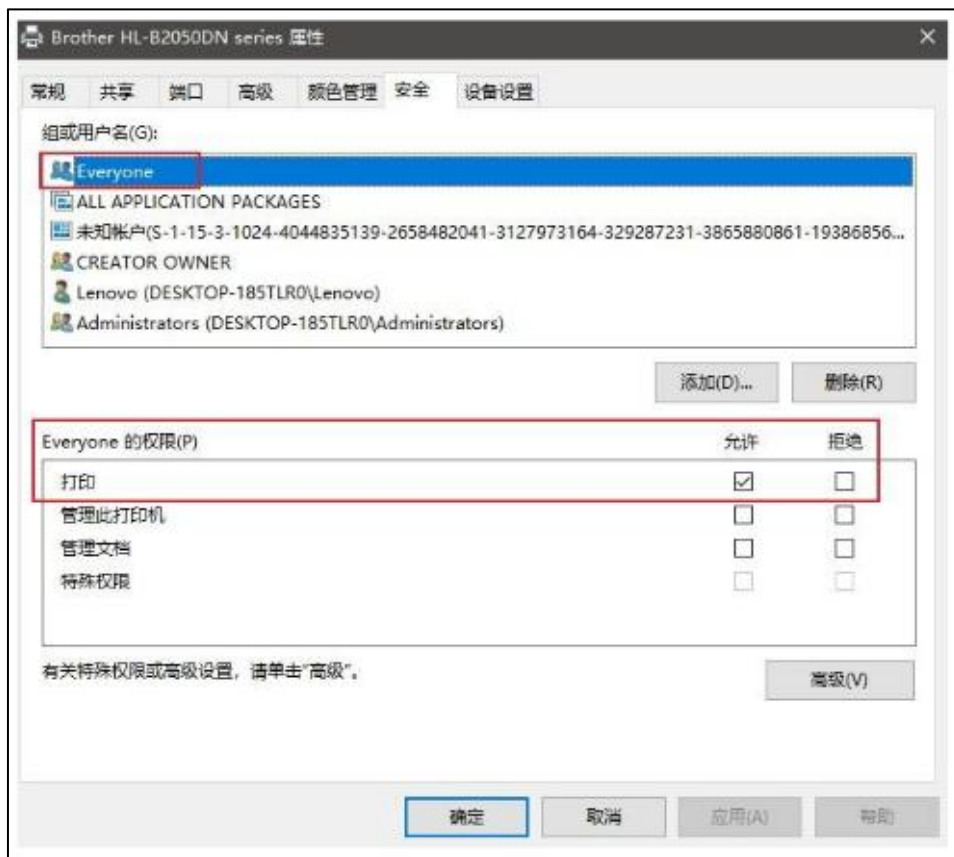 Brother HL-B2050DN series 属性
常规 共享 端口 高级 颜色管理 安全 设备设置
组或用户名(G):
Everyone
ALL APPLICATION PACKAGES
未知帐户(S-1-15-3-1024-4044835139-2658482041-3127973164-329287231-3865880861-19386856...
CREATOR OWNER
Lenovo (DESKTOP-185TLR0\Lenovo)
Administrators (DESKTOP-185TLR0\Administrators)
添加(D)... 删除(R)
Everyone 的权限(P) 允许 拒绝
打印
管理此打印机
管理文档
特殊权限
有关特殊权限或高级设置，请单击"高级"。
高级(V)
确定 取消 应用(A) 帮助